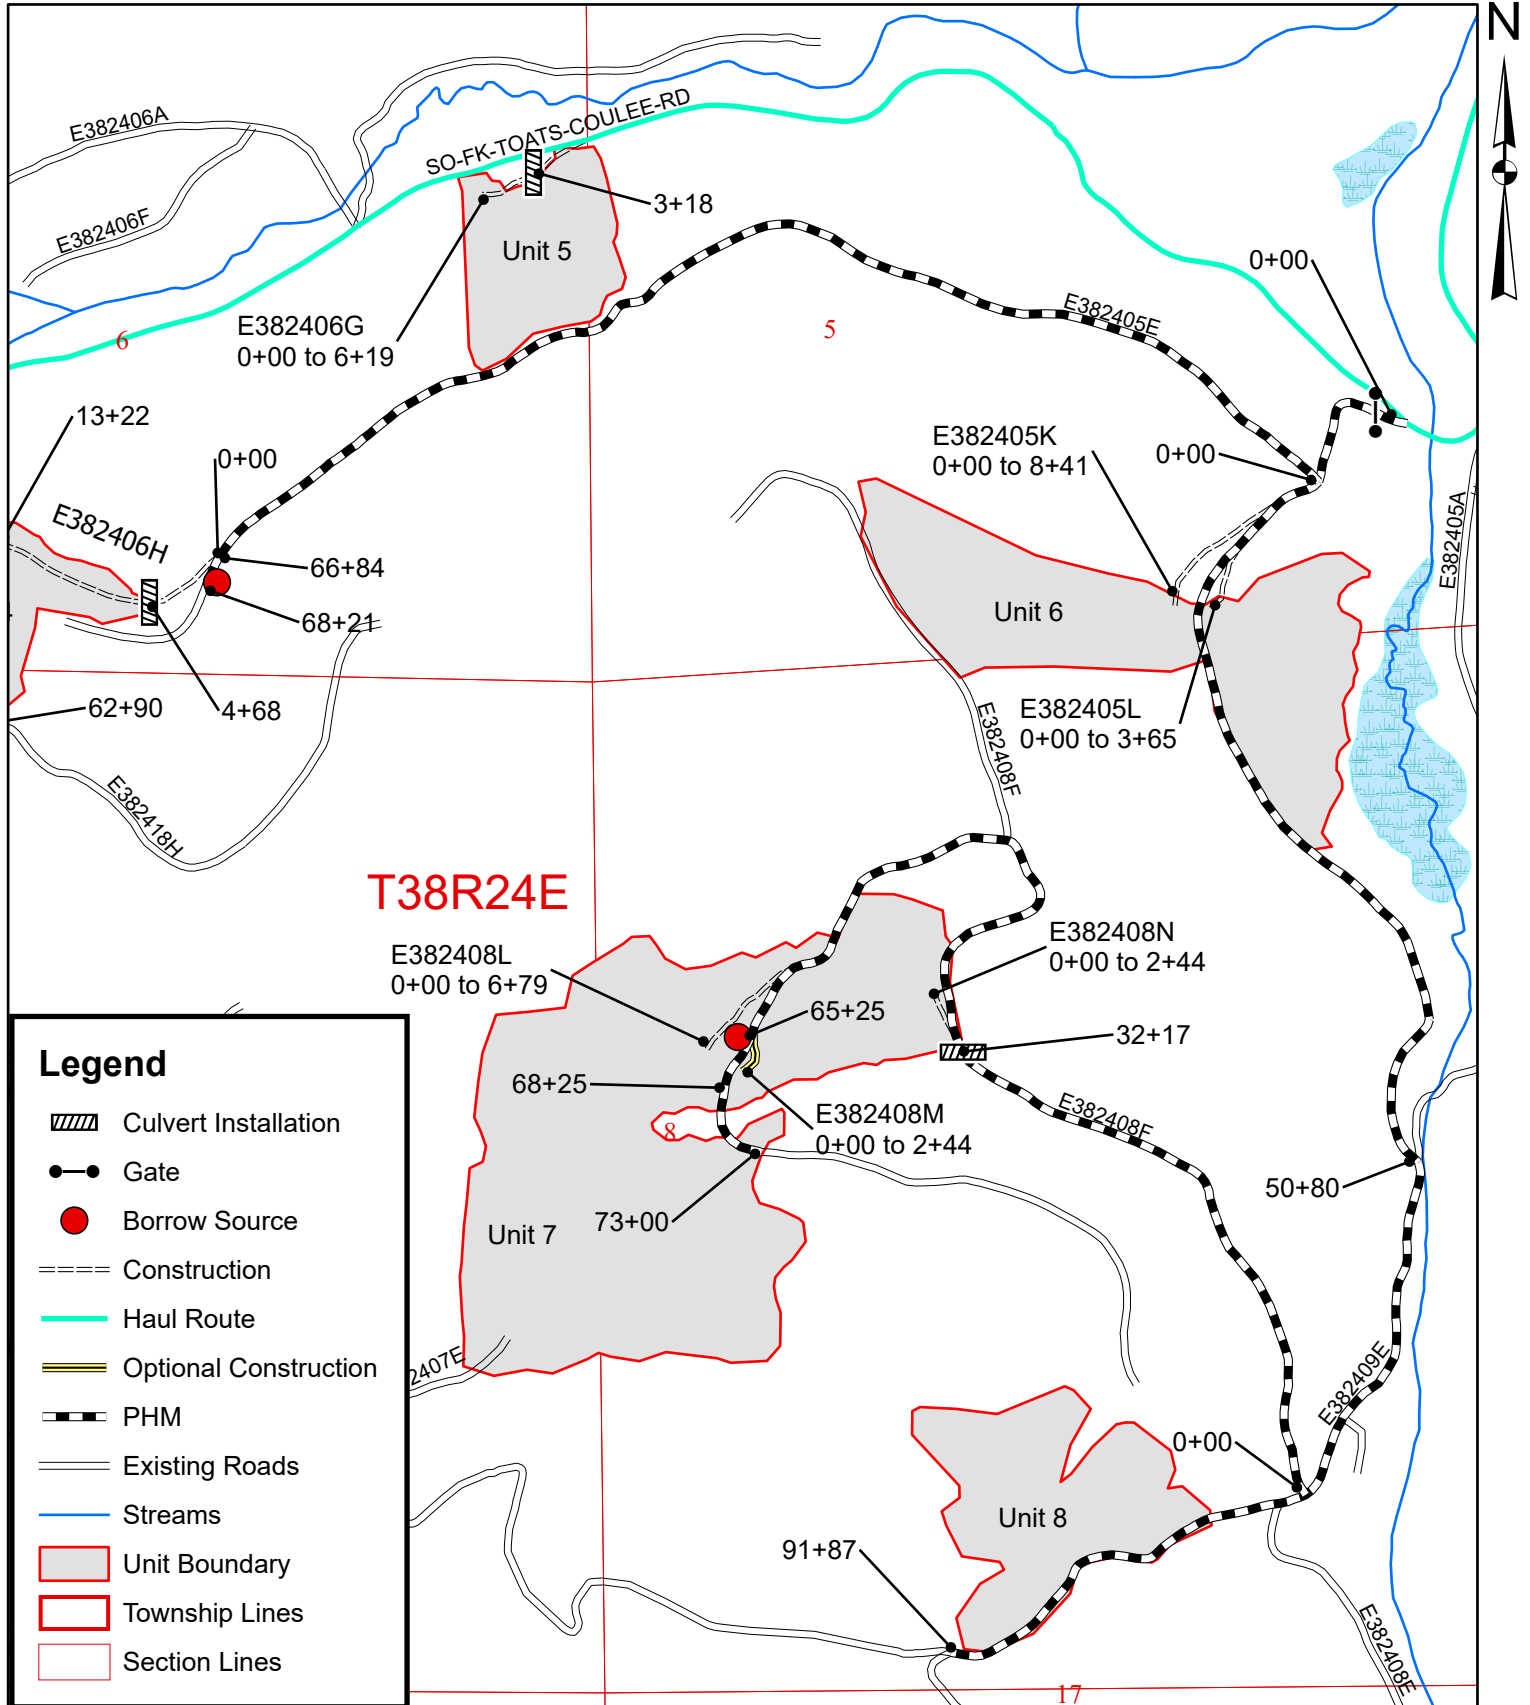 N
E382406A
SO-FK-TOATS-COULEE-RD
E382406F
3+18
Unit 5
0+00
E382405E
E382406G
0+00 to 6+19
6
5
13+22
0+00
E382405K
0+00 to 8+41
0+00
E382405A
E382406H
66+84
68+21
Unit 6
62+90
4+68
E382405L
0+00 to 3+65
E382408F
E382418H
T38R24E
E382408L
0+00 to 6+79
E382408N
0+00 to 2+44
65+25
32+17
68+25
E382408M
0+00 to 2+44
E382408F
8
50+80
Unit 7
73+00
2407E
E382409E
0+00
Unit 8
91+87
E382408E
17
Legend
Culvert Installation
Gate
Borrow Source
Construction
Haul Route
Optional Construction
PHM
Existing Roads
Streams
Unit Boundary
Township Lines
Section Lines